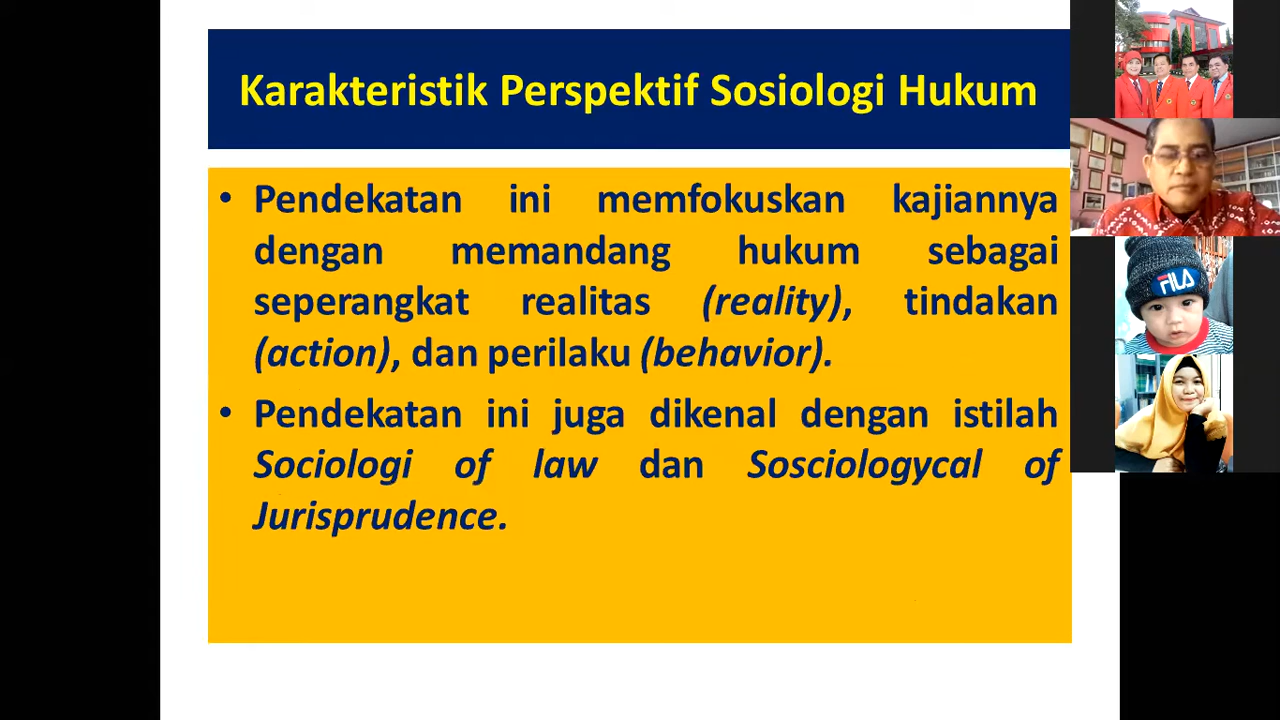 Karakteristik Perspektif Sosiologi Hukum
• Pendekatan ini memfokuskan kajiannya
dengan memandang hukum sebagai
seperangkat realitas (reality), tindakan
(action), dan perilaku (behavior).
• Pendekatan ini juga dikenal dengan istilah
Sociologi of law dan Sosciologycal of
Jurisprudence.
FILA